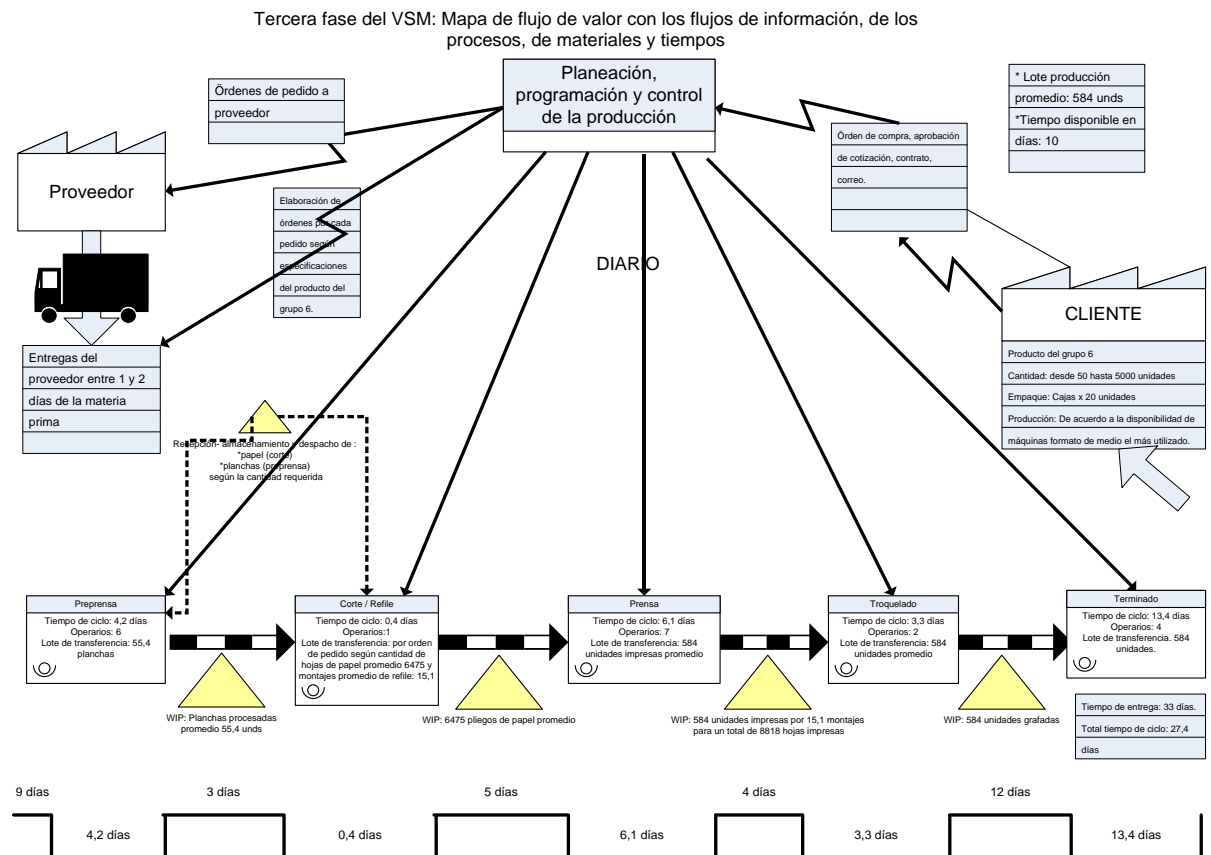 Tercera fase del VSM: Mapa de flujo de valor con los flujos de información, de los
procesos, de materiales y tiempos
Planeación,
programación y control
de la producción
Órdenes de pedido a
proveedor
* Lote producción
promedio: 584 unds
*Tiempo disponible en
días: 10
Órden de compra, aprobación
de cotización, contrato,
correo.
Proveedor
Elaboración de
órdenes por cada
pedido según
especificaciones
del producto del
grupo 6.
DIARIO
CLIENTE
Producto del grupo 6
Cantidad: desde 50 hasta 5000 unidades
Empaque: Cajas x 20 unidades
Producción: De acuerdo a la disponibilidad de
máquinas formato de medio el más utilizado.
Entregas del
proveedor entre 1 y 2
días de la materia
prima
Recepción- almacenamiento y despacho de :
*papel (corte)
*planchas (preprensa)
según la cantidad requerida
Preprensa
Tiempo de ciclo: 4,2 días
Operarios: 6
Lote de transferencia: 55,4
planchas
Corte / Refile
Tiempo de ciclo: 0,4 días
Operarios:1
Lote de transferencia: por orden
de pedido según cantidad de
hojas de papel promedio 6475 y
montajes promedio de refile: 15,1
Prensa
Tiempo de ciclo: 6,1 días
Operarios: 7
Lote de transferencia: 584
unidades impresas promedio
Troquelado
Tiempo de ciclo: 3,3 días
Operarios: 2
Lote de transferencia: 584
unidades promedio
Terminado
Tiempo de ciclo: 13,4 días
Operarios: 4
Lote de transferencia. 584
unidades.
WIP: Planchas procesadas
promedio 55,4 unds
WIP: 6475 pliegos de papel promedio
WIP: 584 unidades impresas por 15,1 montajes
para un total de 8818 hojas impresas
WIP: 584 unidades grafadas
Tiempo de entrega: 33 días.
Total tiempo de ciclo: 27,4
días
9 días
3 días
5 días
4 días
12 días
4,2 días
0,4 días
6,1 días
3,3 días
13,4 días